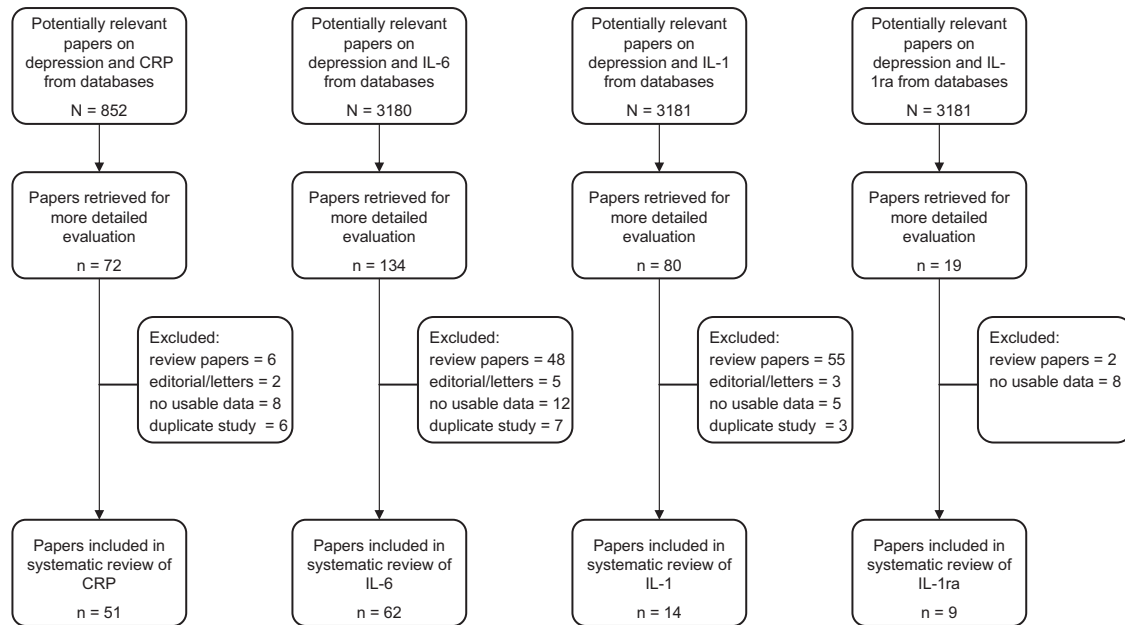 Potentially relevant
papers on
depression and CRP
from databases
N = 852
Potentially relevant
papers on
depression and IL-6
from databases
N = 3180
Potentially relevant
papers on
depression and IL-1
from databases
N = 3181
Potentially relevant
papers on
depression and IL-
1ra from databases
N = 3181
Papers retrieved for
more detailed
evaluation
n = 72
Papers retrieved for
more detailed
evaluation
n = 134
Papers retrieved for
more detailed
evaluation
n = 80
Papers retrieved for
more detailed
evaluation
n = 19
Excluded:
review papers = 6
editorial/letters = 2
no usable data = 8
duplicate study = 6
Excluded:
review papers = 48
editorial/letters = 5
no usable data = 12
duplicate study = 7
Excluded:
review papers = 55
editorial/letters = 3
no usable data = 5
duplicate study = 3
Excluded:
review papers = 2
no usable data = 8
Papers included in
systematic review of
CRP
n = 51
Papers included in
systematic review of
IL-6
n = 62
Papers included in
systematic review of
IL-1
n = 14
Papers included in
systematic review of
IL-1ra
n = 9